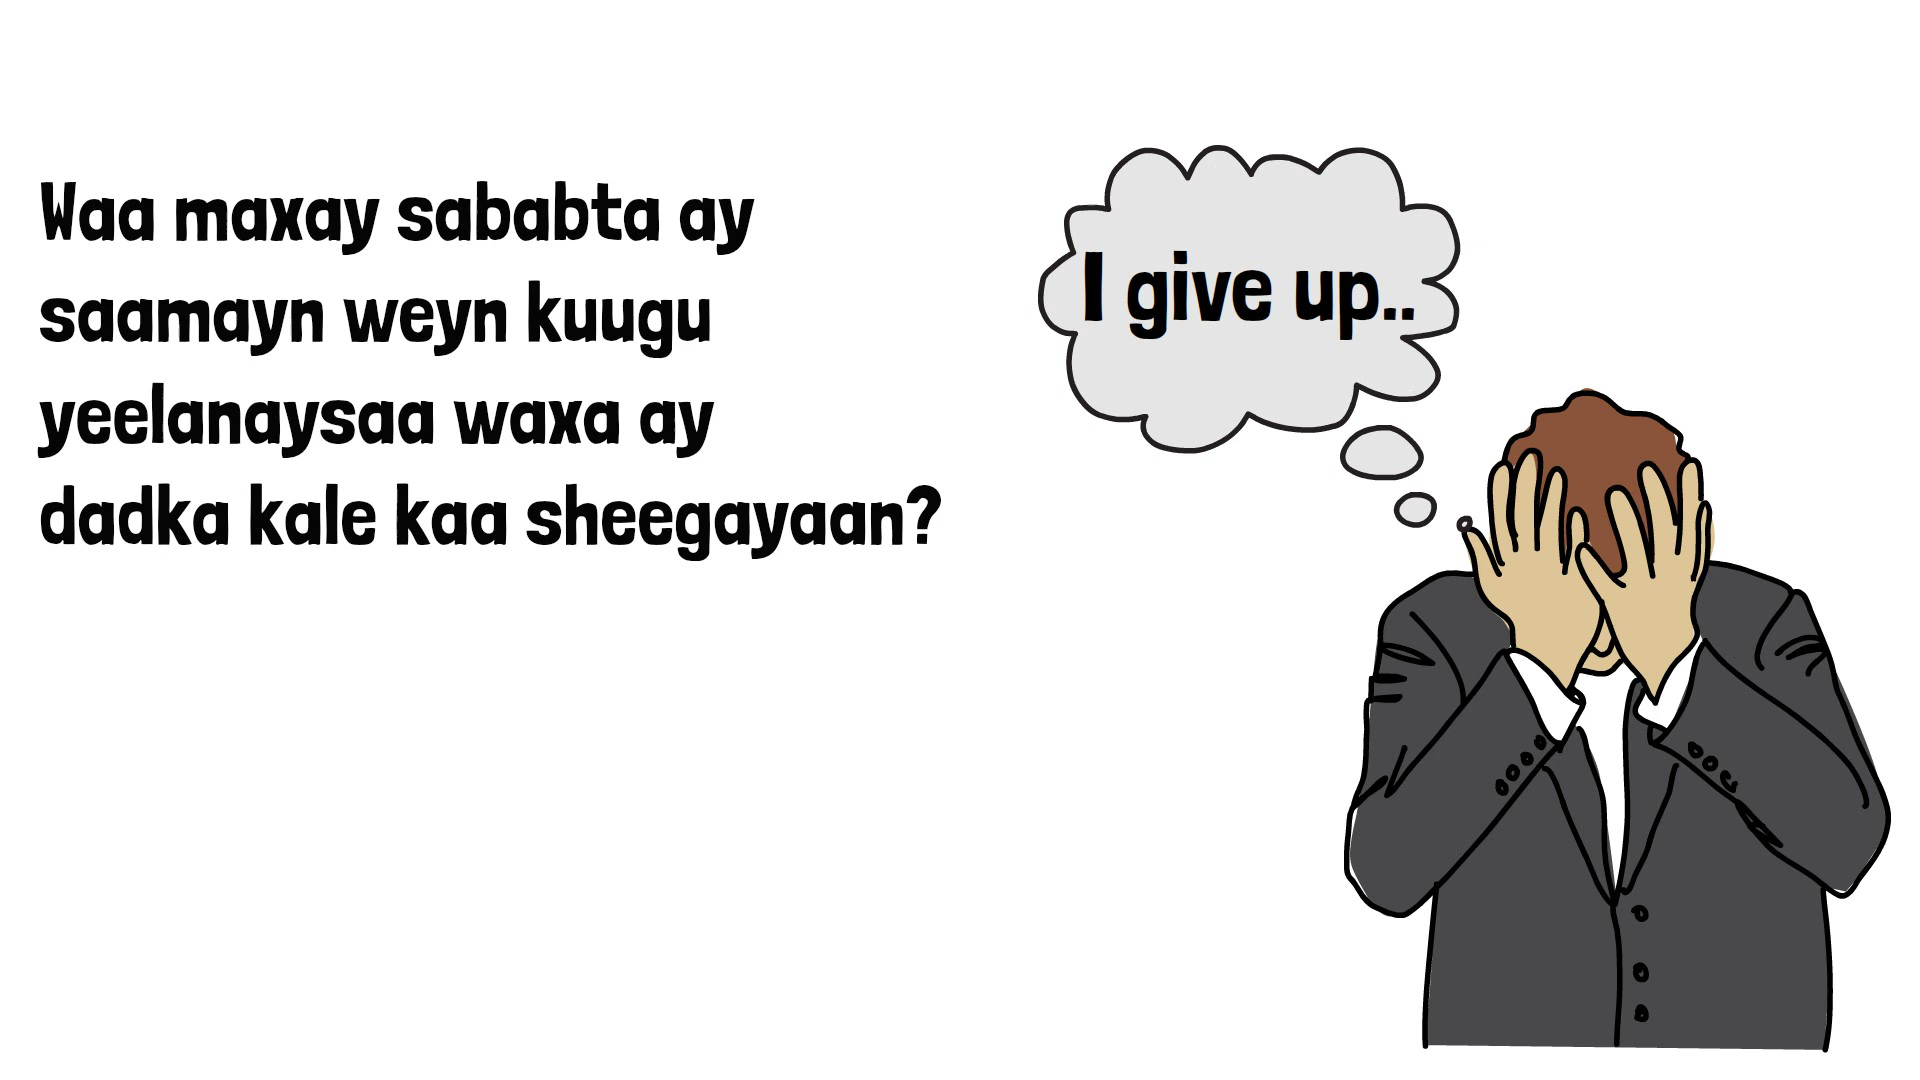 Waa maxay sababta ay
saamayn weyn kuugu
yeelanaysaa waxa ay
dadka kale kaa sheegayaan?
I give up..